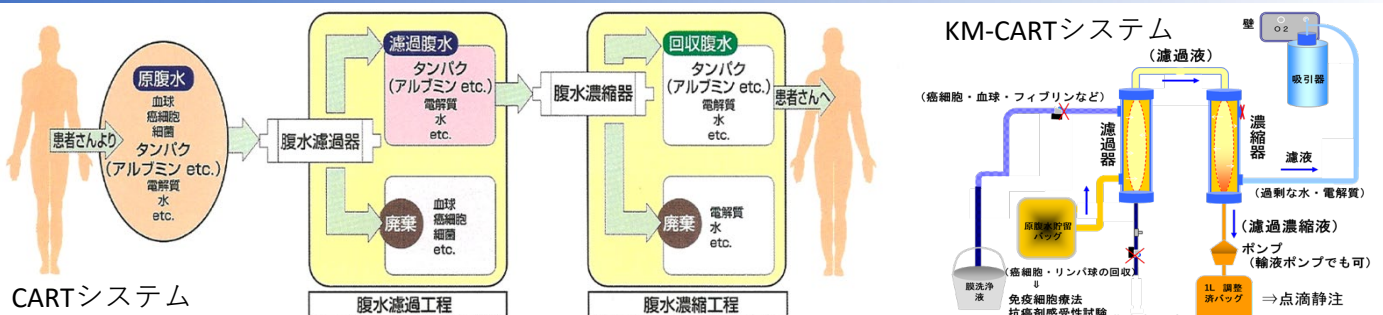 患者さんより
原腹水
血球
癌細胞
細菌
タンパク
(アルブミン etc.)
電解質
水
etc.
腹水濾過器
濾過腹水
タンパク
(アルブミン etc.)
電解質
水
etc.
廃棄
血球
癌細胞
細菌
etc.
腹水濾過工程
腹水濃縮器
回収腹水
タンパク
(アルブミン etc.)
電解質
水
etc.
廃棄
電解質
水
etc.
腹水濃縮工程
患者さんへ
CARTシステム
KM-CARTシステム
壁
O2
吸引器
(濾過液)
(癌細胞・血球・フィブリンなど)
濾過器
濃縮器
濾液
(過剰な水・電解質)
原腹水貯留
バッグ
(濾過濃縮液)
ポンプ
(輸液ポンプでも可)
(癌細胞・リンパ球の回収)
⇓
免疫細胞療法
抗癌剤感受性試験
膜洗浄
液
1L 調整
済バッグ
⇒点滴静注